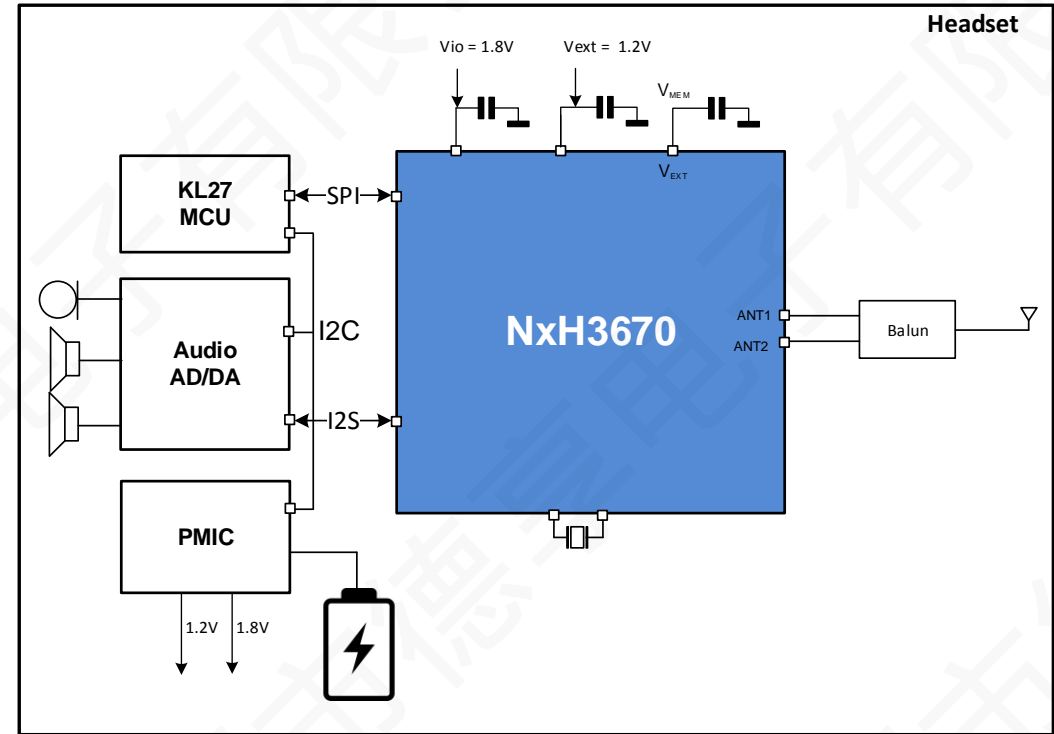 Headset
Vio = 1.8V
Vext = 1.2V
VMEM
VEXT
KL27
MCU
SPI
I2C
Audio
AD/DA
I2S
NxH3670
ANT1
ANT2
Balun
PMIC
1.2V
1.8V